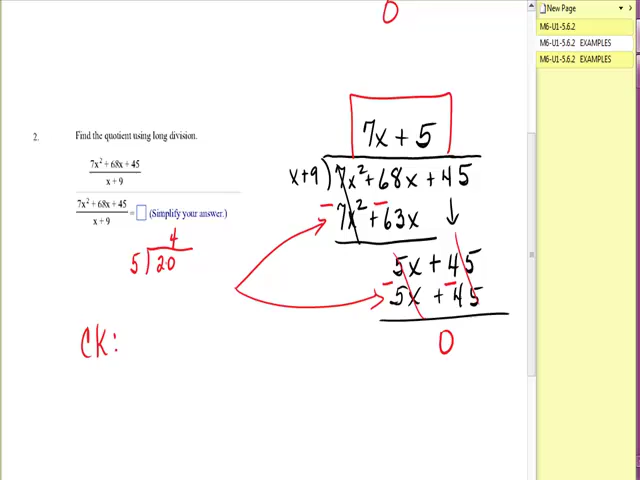 0
New Page
M6-U1-5.6.2
M6-U1-5.6.2 EXAMPLES
M6-U1-5.6.2 EXAMPLES
2. Find the quotient using long division.
7x² + 68x + 45
x + 9
7x² + 68x + 45
x + 9
= (Simplify your answer.)
4
5 20
CK:
7x + 5
x+9 ) 7x² + 68x + 45
− 7x² + − 63x
5x + 45
− 5x + − 45
0